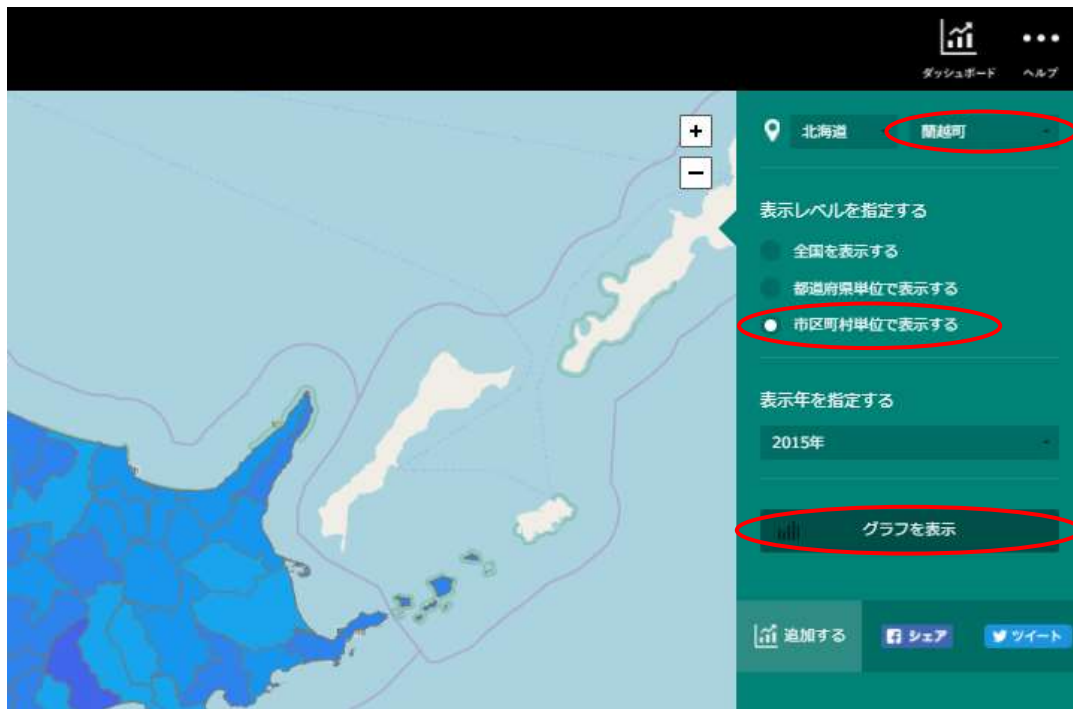 ダッシュボード
ヘルプ
+
−
北海道
蘭越町
表示レベルを指定する
全国を表示する
都道府県単位で表示する
市区町村単位で表示する
表示年を指定する
2015年
グラフを表示
追加する
シェア
ツイート